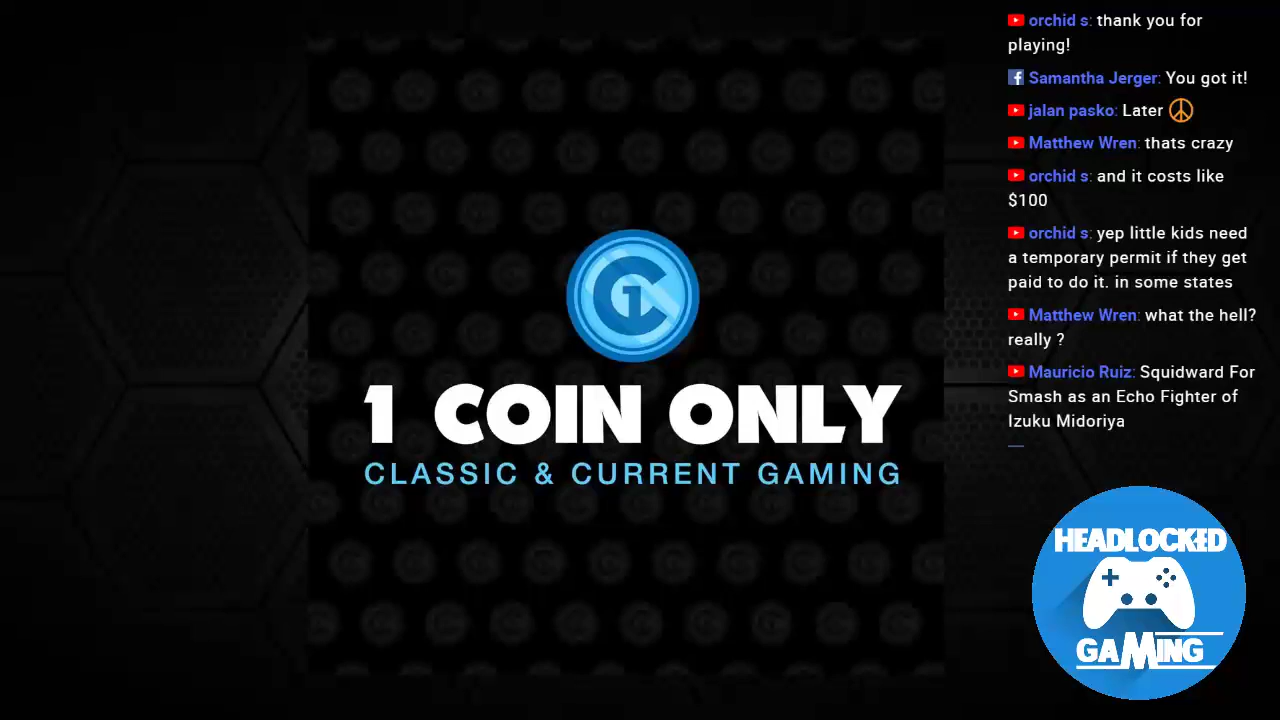 1 COIN ONLY
CLASSIC & CURRENT GAMING
orchid s: thank you for
playing!
Samantha Jerger: You got it!
jalan pasko: Later
Matthew Wren: thats crazy
orchid s: and it costs like
$100
orchid s: yep little kids need
a temporary permit if they get
paid to do it. in some states
Matthew Wren: what the hell?
really ?
Mauricio Ruiz: Squidward For
Smash as an Echo Fighter of
Izuku Midoriya
HEADLOCKED
GAMING